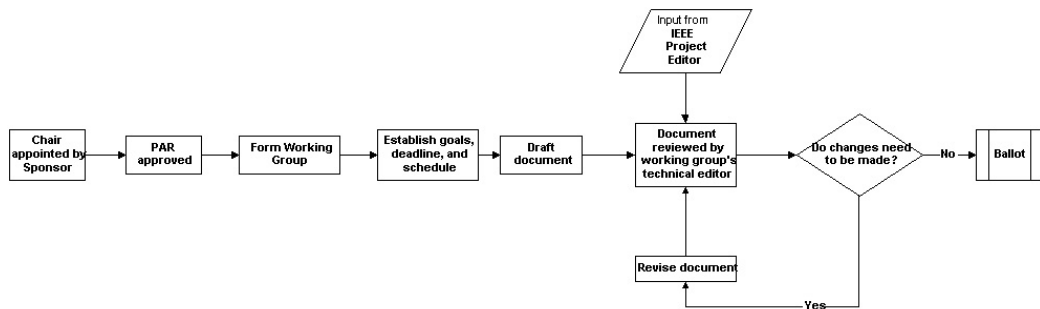 Input from
IEEE
Project
Editor
Chair
appointed by
Sponsor
PAR
approved
Form Working
Group
Establish goals,
deadline, and
schedule
Draft
document
Document
reviewed by
working group's
technical editor
Do changes need
to be made?
No
Ballot
Revise document
Yes